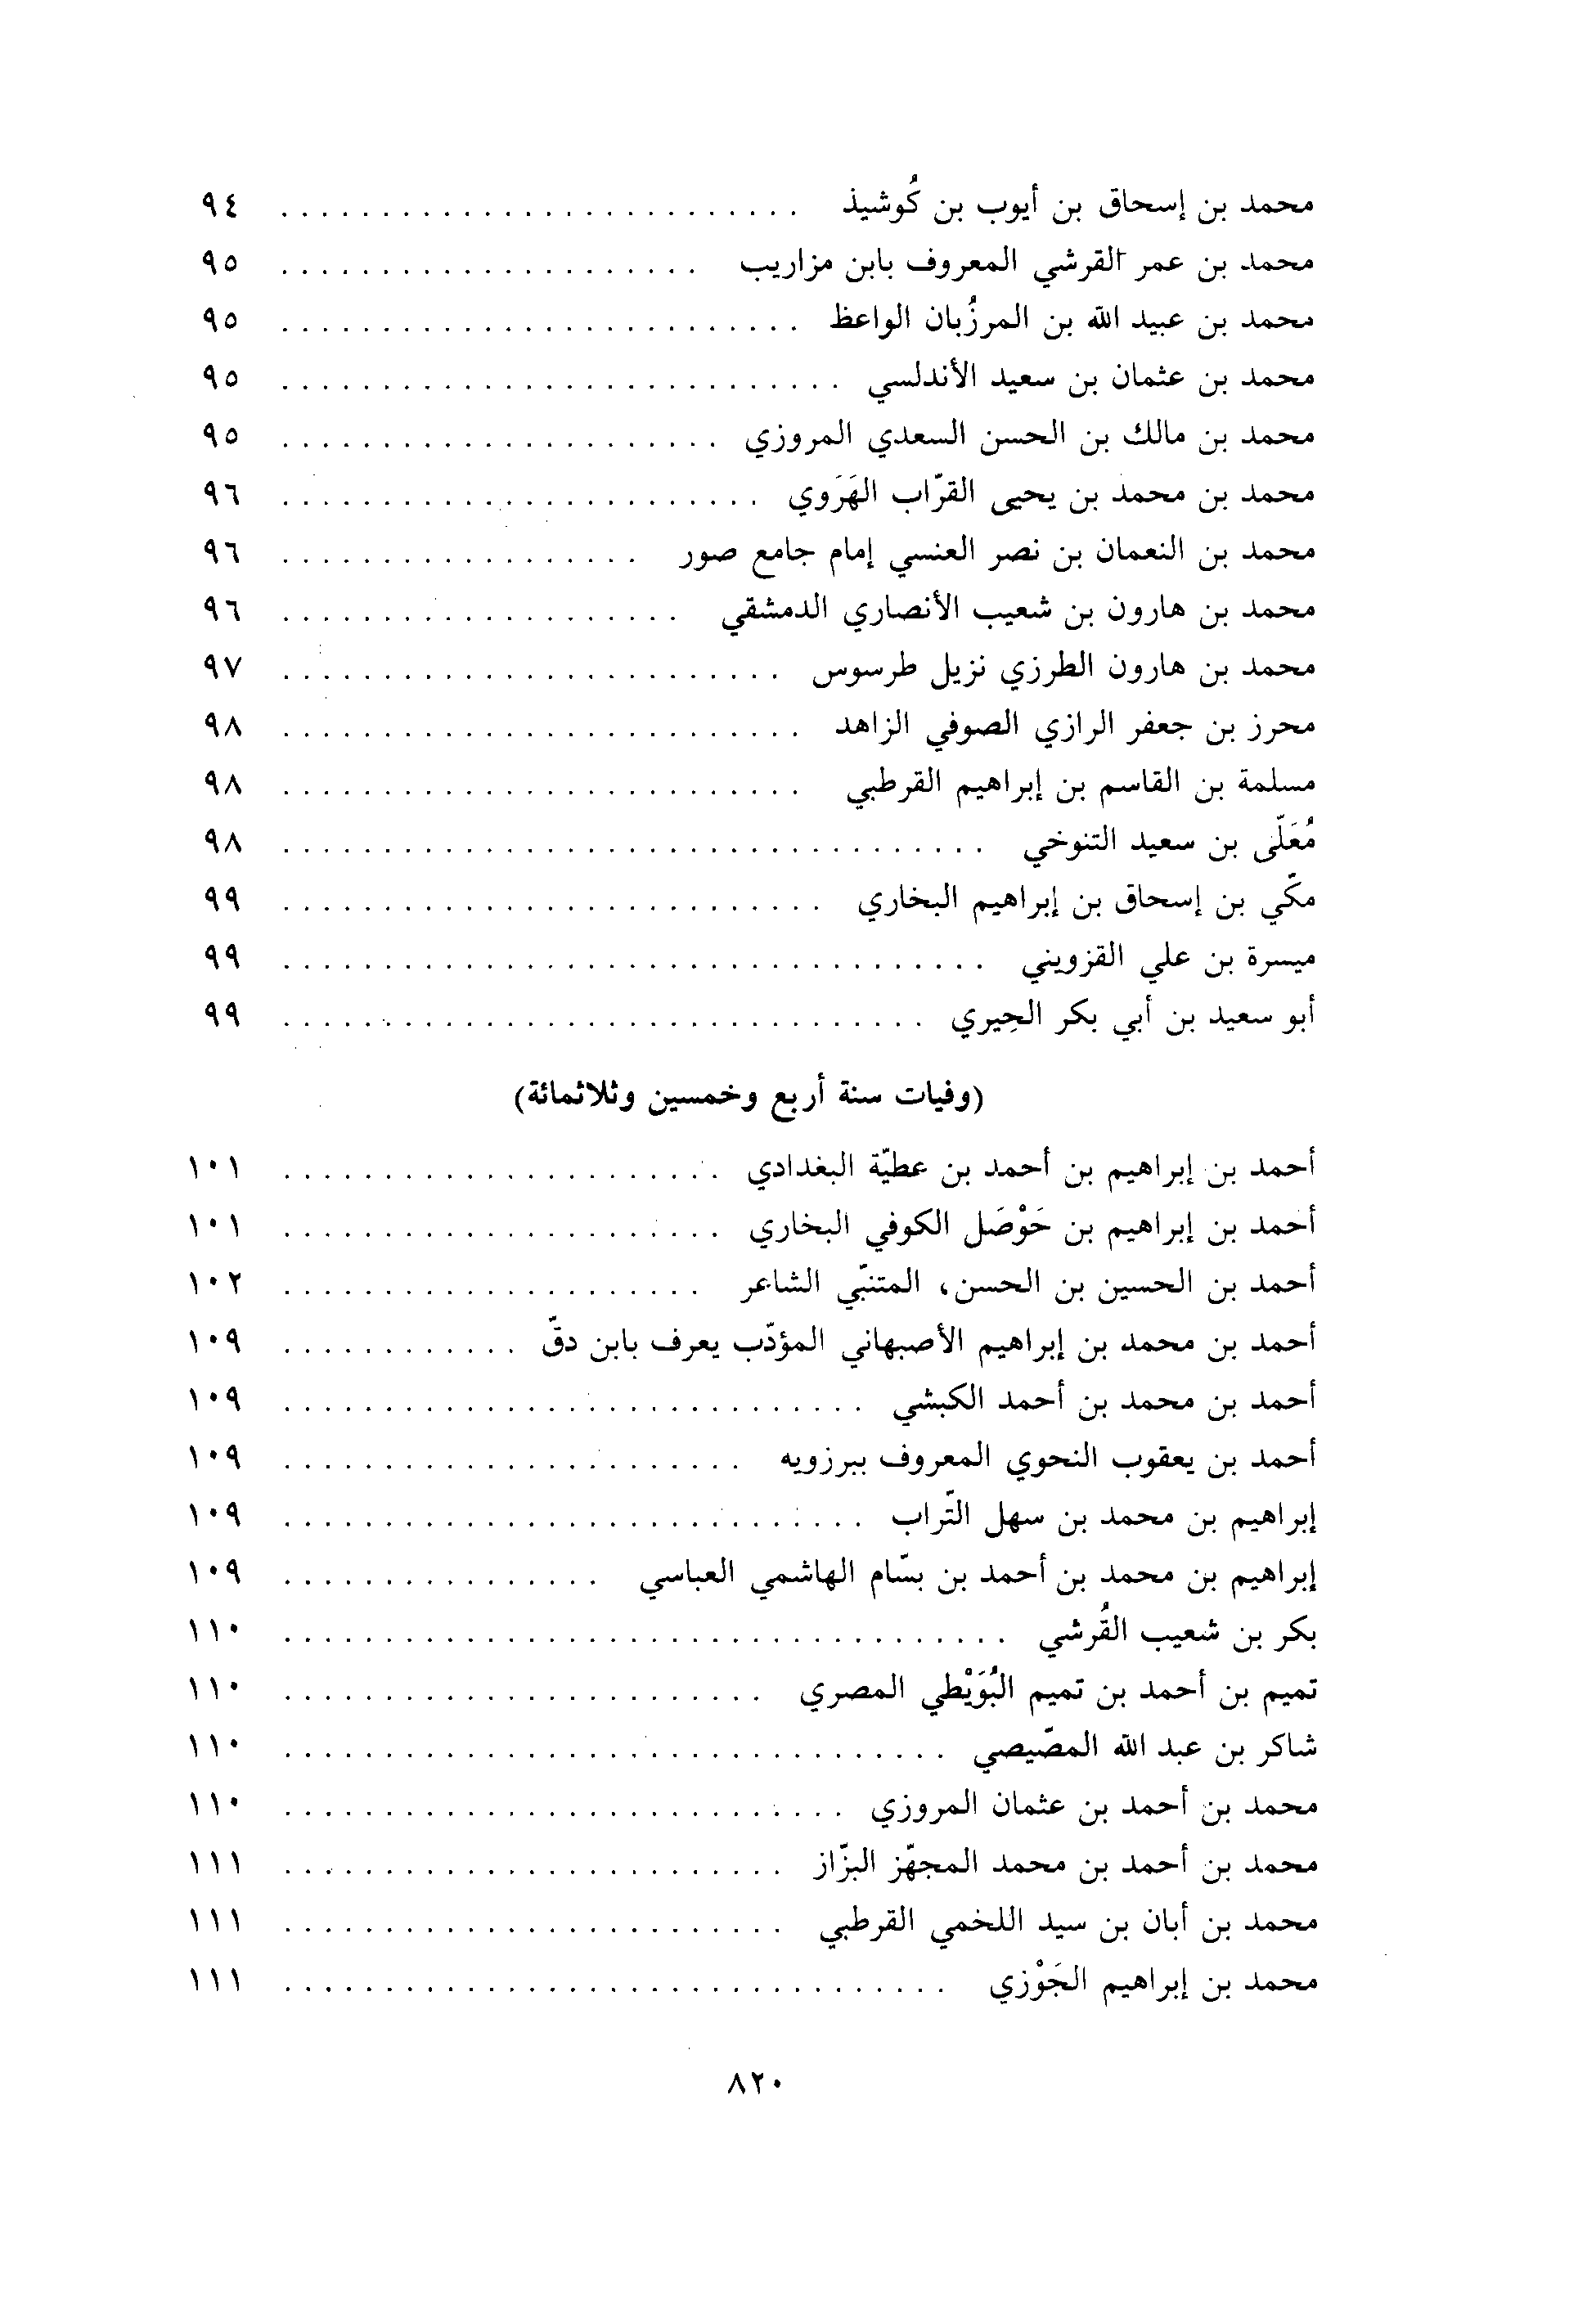 محمد بن إسحاق بن أيوب بن كُوشيذ . . . . . . . . . . . . . . . . . . . . . . . . . . ٩٤
محمد بن عمر القرشي المعروف بابن مزاريب . . . . . . . . . . . . . . . . . . . . . ٩٥
محمد بن عبيد الله بن المرزُبان الواعظ . . . . . . . . . . . . . . . . . . . . . . . . . . ٩٥
محمد بن عثمان بن سعيد الأندلسي . . . . . . . . . . . . . . . . . . . . . . . . . . . . ٩٥
محمد بن مالك بن الحسن السعدي المروزي . . . . . . . . . . . . . . . . . . . . . . ٩٥
محمد بن محمد بن يحيى القرّاب الهَرَوي . . . . . . . . . . . . . . . . . . . . . . . . ٩٦
محمد بن النعمان بن نصر العنسي إمام جامع صور . . . . . . . . . . . . . . . . . . ٩٦
محمد بن هارون بن شعيب الأنصاري الدمشقي . . . . . . . . . . . . . . . . . . . . ٩٦
محمد بن هارون الطرزي نزيل طرسوس . . . . . . . . . . . . . . . . . . . . . . . . . ٩٧
محرز بن جعفر الرازي الصوفي الزاهد . . . . . . . . . . . . . . . . . . . . . . . . . . ٩٨
مسلمة بن القاسم بن إبراهيم القرطبي . . . . . . . . . . . . . . . . . . . . . . . . . . ٩٨
مُعَلّى بن سعيد التنوخي . . . . . . . . . . . . . . . . . . . . . . . . . . . . . . . . . . . ٩٨
مكّي بن إسحاق بن إبراهيم البخاري . . . . . . . . . . . . . . . . . . . . . . . . . . . ٩٩
ميسرة بن علي القزويني . . . . . . . . . . . . . . . . . . . . . . . . . . . . . . . . . . . ٩٩
أبو سعيد بن أبي بكر الحِيري . . . . . . . . . . . . . . . . . . . . . . . . . . . . . . . . ٩٩
(وفيات سنة أربع وخمسين وثلاثمائة)
أحمد بن إبراهيم بن أحمد بن عطيّة البغدادي . . . . . . . . . . . . . . . . . . . . . . ١٠١
أحمد بن إبراهيم بن حَوْصَل الكوفي البخاري . . . . . . . . . . . . . . . . . . . . . . ١٠١
أحمد بن الحسين بن الحسن، المتنبّي الشاعر . . . . . . . . . . . . . . . . . . . . . ١٠٢
أحمد بن محمد بن إبراهيم الأصبهاني المؤدّب يعرف بابن دقّ . . . . . . . . . . . . ١٠٩
أحمد بن محمد بن أحمد الكبشي . . . . . . . . . . . . . . . . . . . . . . . . . . . . . ١٠٩
أحمد بن يعقوب النحوي المعروف ببرزويه . . . . . . . . . . . . . . . . . . . . . . . ١٠٩
إبراهيم بن محمد بن سهل التّراب . . . . . . . . . . . . . . . . . . . . . . . . . . . . . ١٠٩
إبراهيم بن محمد بن أحمد بن بسّام الهاشمي العباسي . . . . . . . . . . . . . . . . ١٠٩
بكر بن شعيب القُرشي . . . . . . . . . . . . . . . . . . . . . . . . . . . . . . . . . . . . ١١٠
تميم بن أحمد بن تميم البُوَيْطي المصري . . . . . . . . . . . . . . . . . . . . . . . . ١١٠
شاكر بن عبد الله المصّيصي . . . . . . . . . . . . . . . . . . . . . . . . . . . . . . . . . ١١٠
محمد بن أحمد بن عثمان المروزي . . . . . . . . . . . . . . . . . . . . . . . . . . . . ١١٠
محمد بن أحمد بن محمد المجهّز البزّاز . . . . . . . . . . . . . . . . . . . . . . . . . ١١١
محمد بن أبان بن سيد اللخمي القرطبي . . . . . . . . . . . . . . . . . . . . . . . . . ١١١
محمد بن إبراهيم الجَوْزي . . . . . . . . . . . . . . . . . . . . . . . . . . . . . . . . . ١١١
٨٢٠